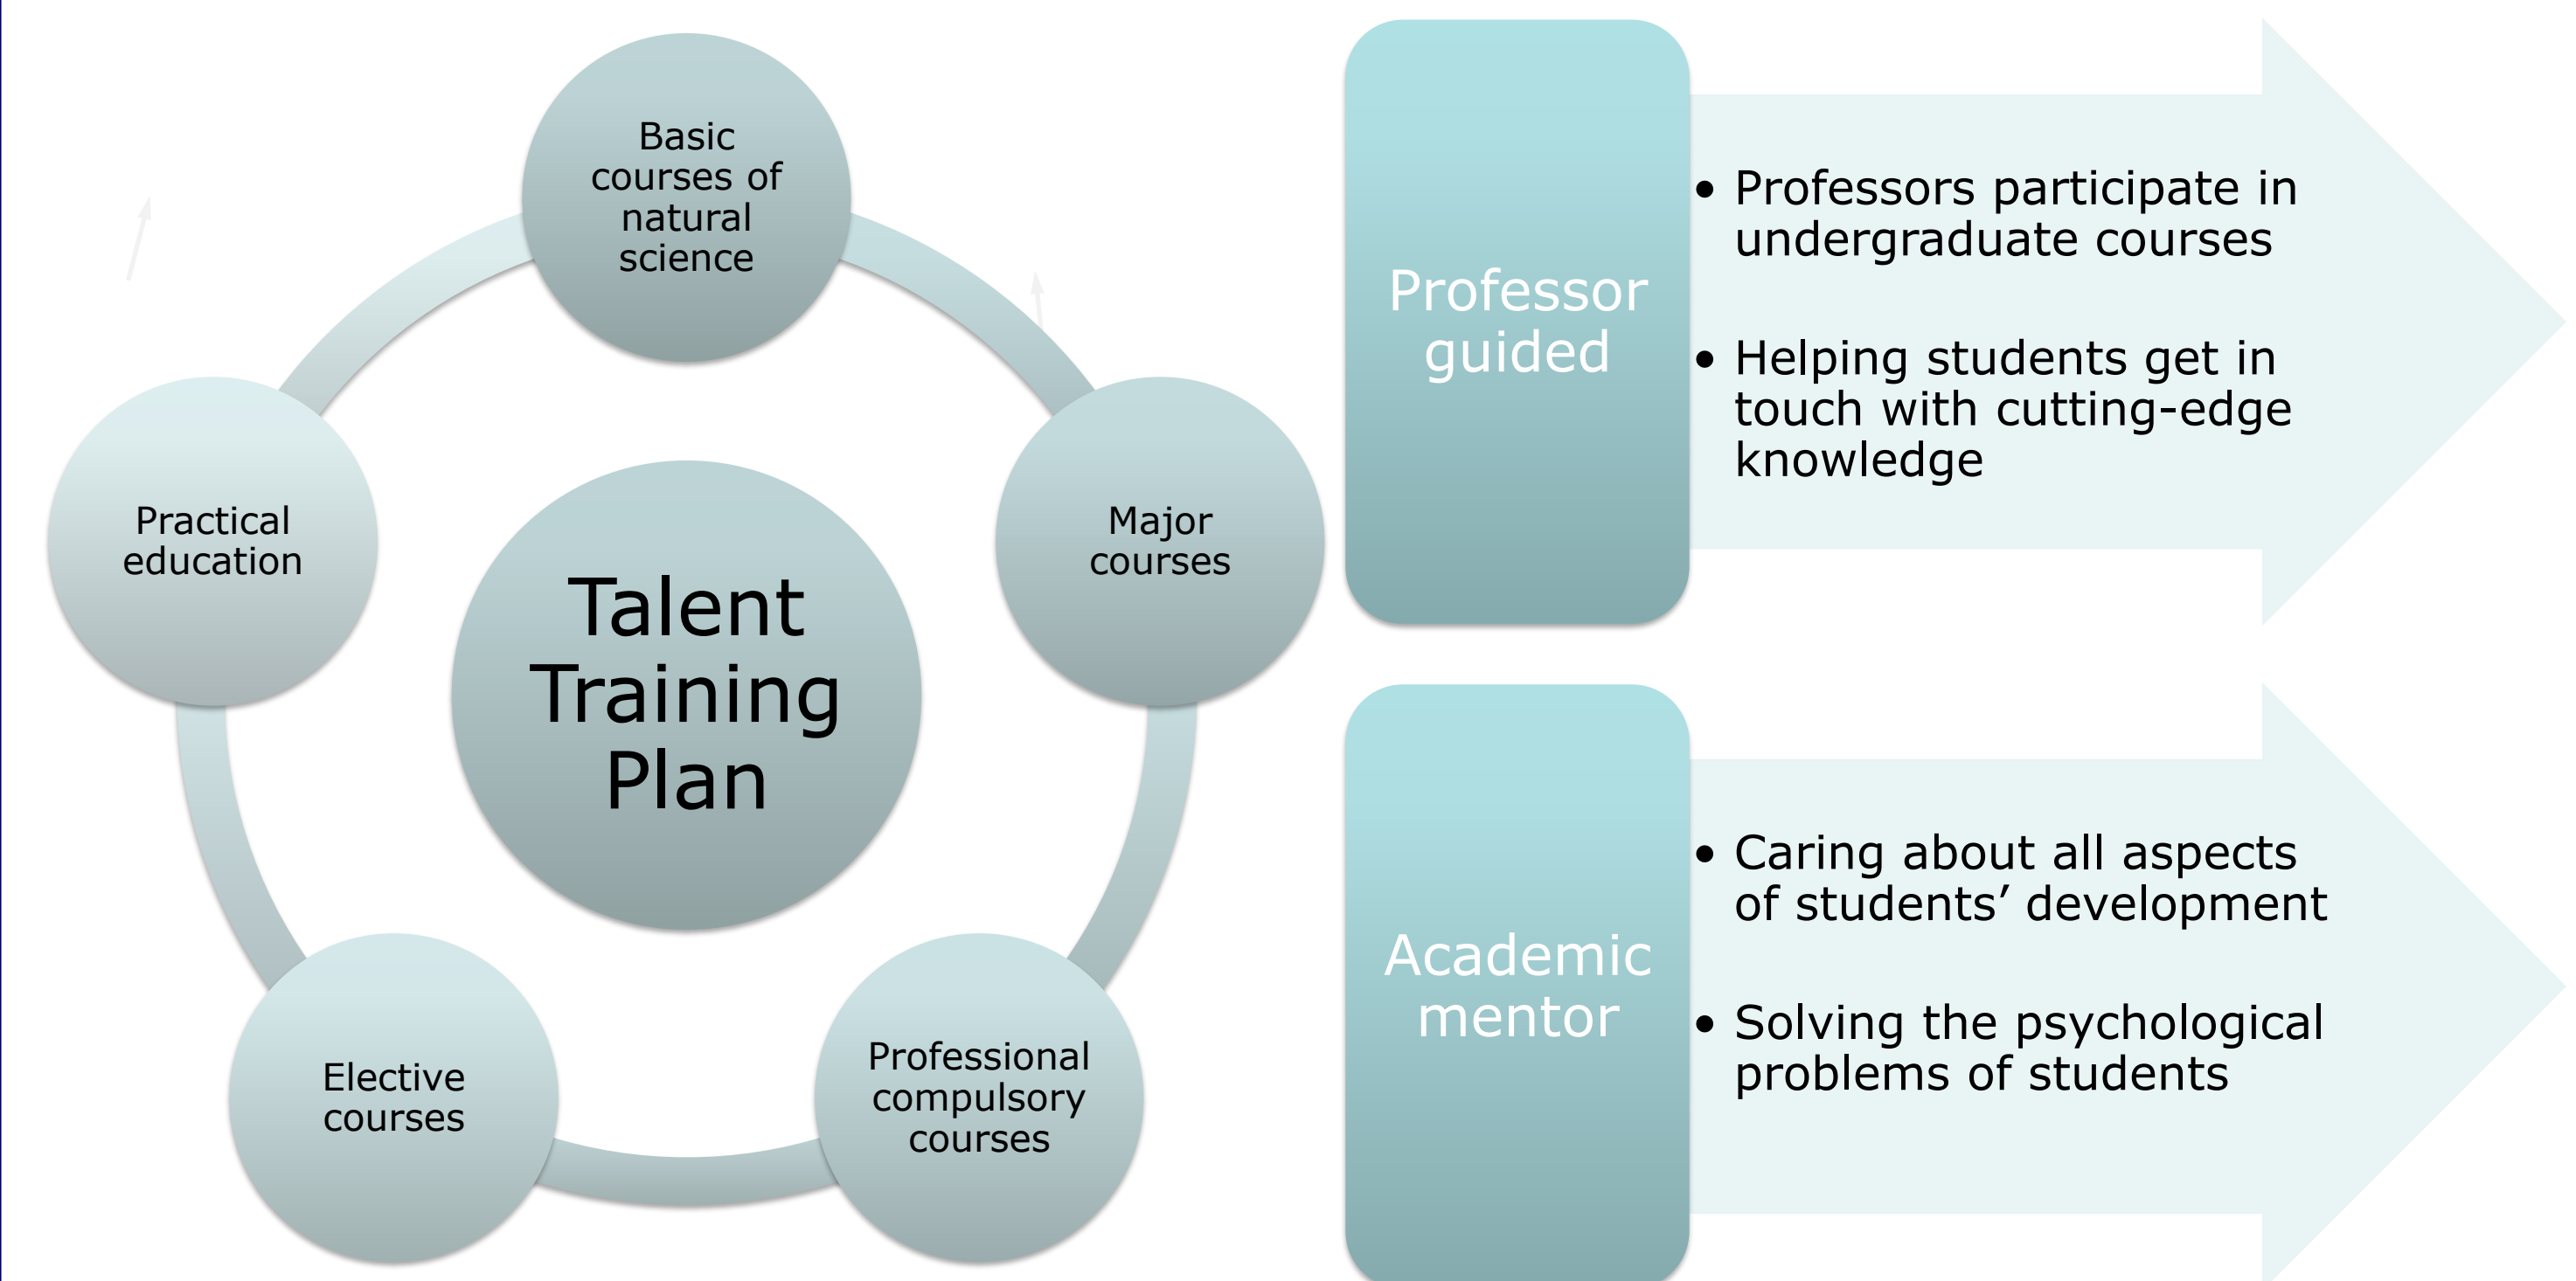 Basic
courses of
natural
science
Major
courses
Professional
compulsory
courses
Elective
courses
Practical
education
Talent
Training
Plan
Professor
guided
• Professors participate in
undergraduate courses
• Helping students get in
touch with cutting-edge
knowledge
Academic
mentor
• Caring about all aspects
of students’ development
• Solving the psychological
problems of students